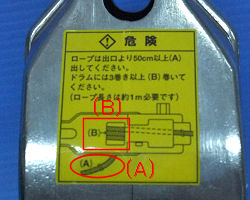 危険
ロープは出口より50cm以上(A)
出してください。
ドラムには3巻き以上(B)巻いて
ください。
(ロープ長さは約1m必要です)
(B)
(B)
(A)
(A)